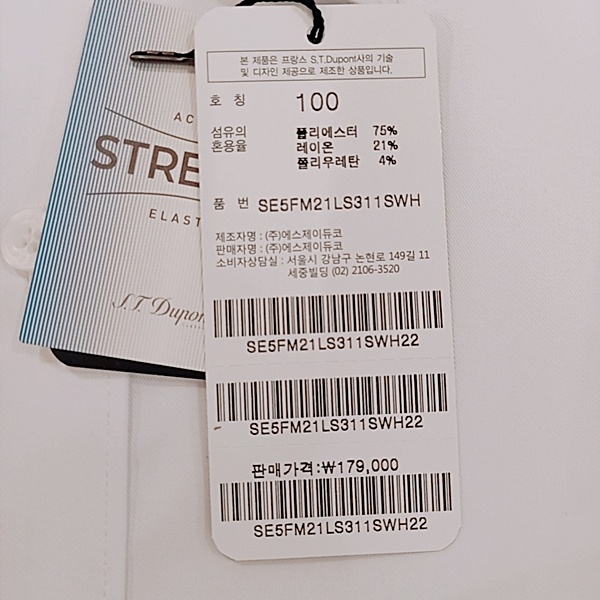 AC
STRE
ELAST
S.T. Dupont
본 제품은 프랑스 S.T.Dupont사의 기술
및 디자인 제공으로 제조한 상품입니다.
호 칭 100
섬유의 폴리에스터 75%
혼용율 레이온 21%
폴리우레탄 4%
품 번 SE5FM21LS311SWH
제조자명 : (주)에스제이듀코
판매자명 : (주)에스제이듀코
소비자상담실 : 서울시 강남구 논현로 149길 11
세중빌딩 (02) 2106-3520
SE5FM21LS311SWH22
SE5FM21LS311SWH22
판매가격:₩179,000
SE5FM21LS311SWH22